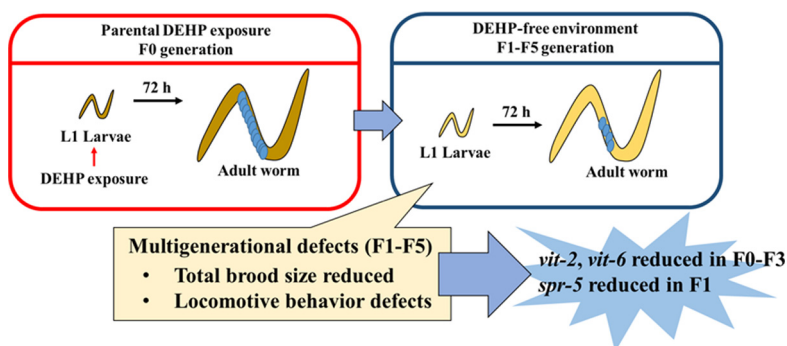 Parental DEHP exposure
F0 generation
72 h
L1 Larvae
DEHP exposure
Adult worm
DEHP-free environment
F1-F5 generation
72 h
L1 Larvae
Adult worm
Multigenerational defects (F1-F5)
• Total brood size reduced
• Locomotive behavior defects
vit-2, vit-6 reduced in F0-F3
spr-5 reduced in F1